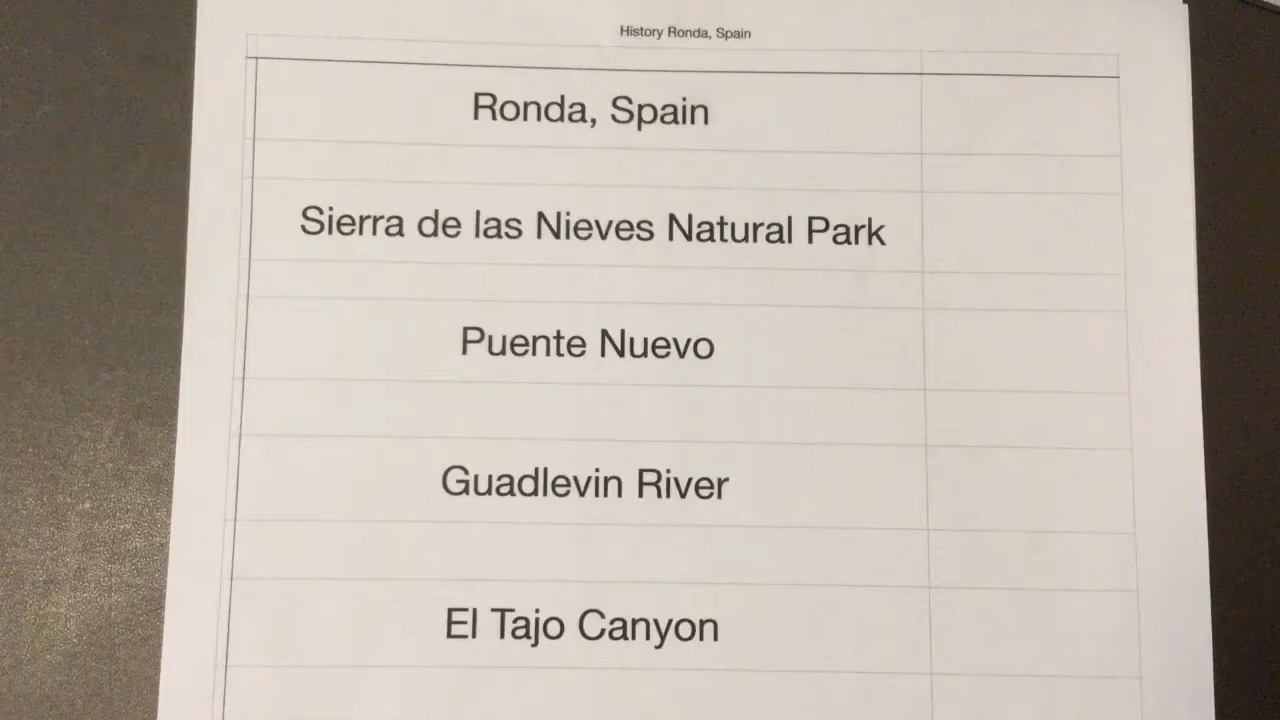 History Ronda, Spain
Ronda, Spain
Sierra de las Nieves Natural Park
Puente Nuevo
Guadlevin River
El Tajo Canyon